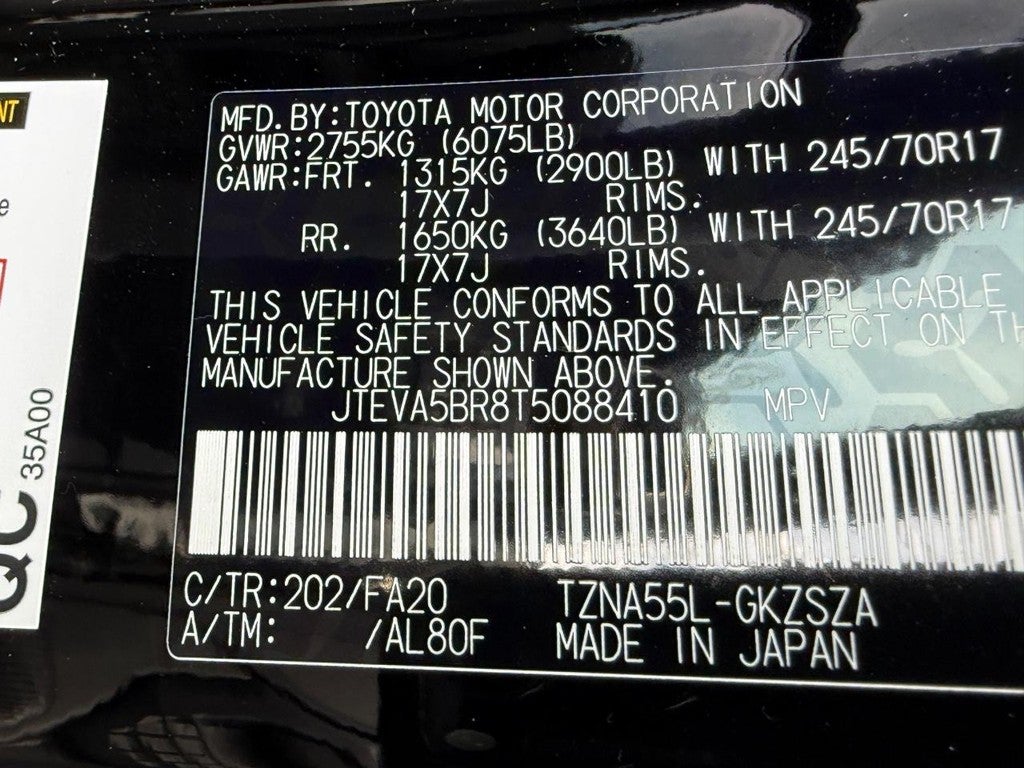 NT
e
QC
35A00
MFD.BY:TOYOTA MOTOR CORPORATION
GVWR:2755KG (6075LB)
GAWR:FRT. 1315KG (2900LB) WITH 245/70R17
17X7J RIMS.
RR. 1650KG (3640LB) WITH 245/70R17
17X7J RIMS.
THIS VEHICLE CONFORMS TO ALL APPLICABLE
VEHICLE SAFETY STANDARDS IN EFFECT ON TH
MANUFACTURE SHOWN ABOVE.
JTEVA5BR8T5088410 MPV
C/TR:202/FA20 TZNA55L-GKZSZA
A/TM: /AL80F MADE IN JAPAN